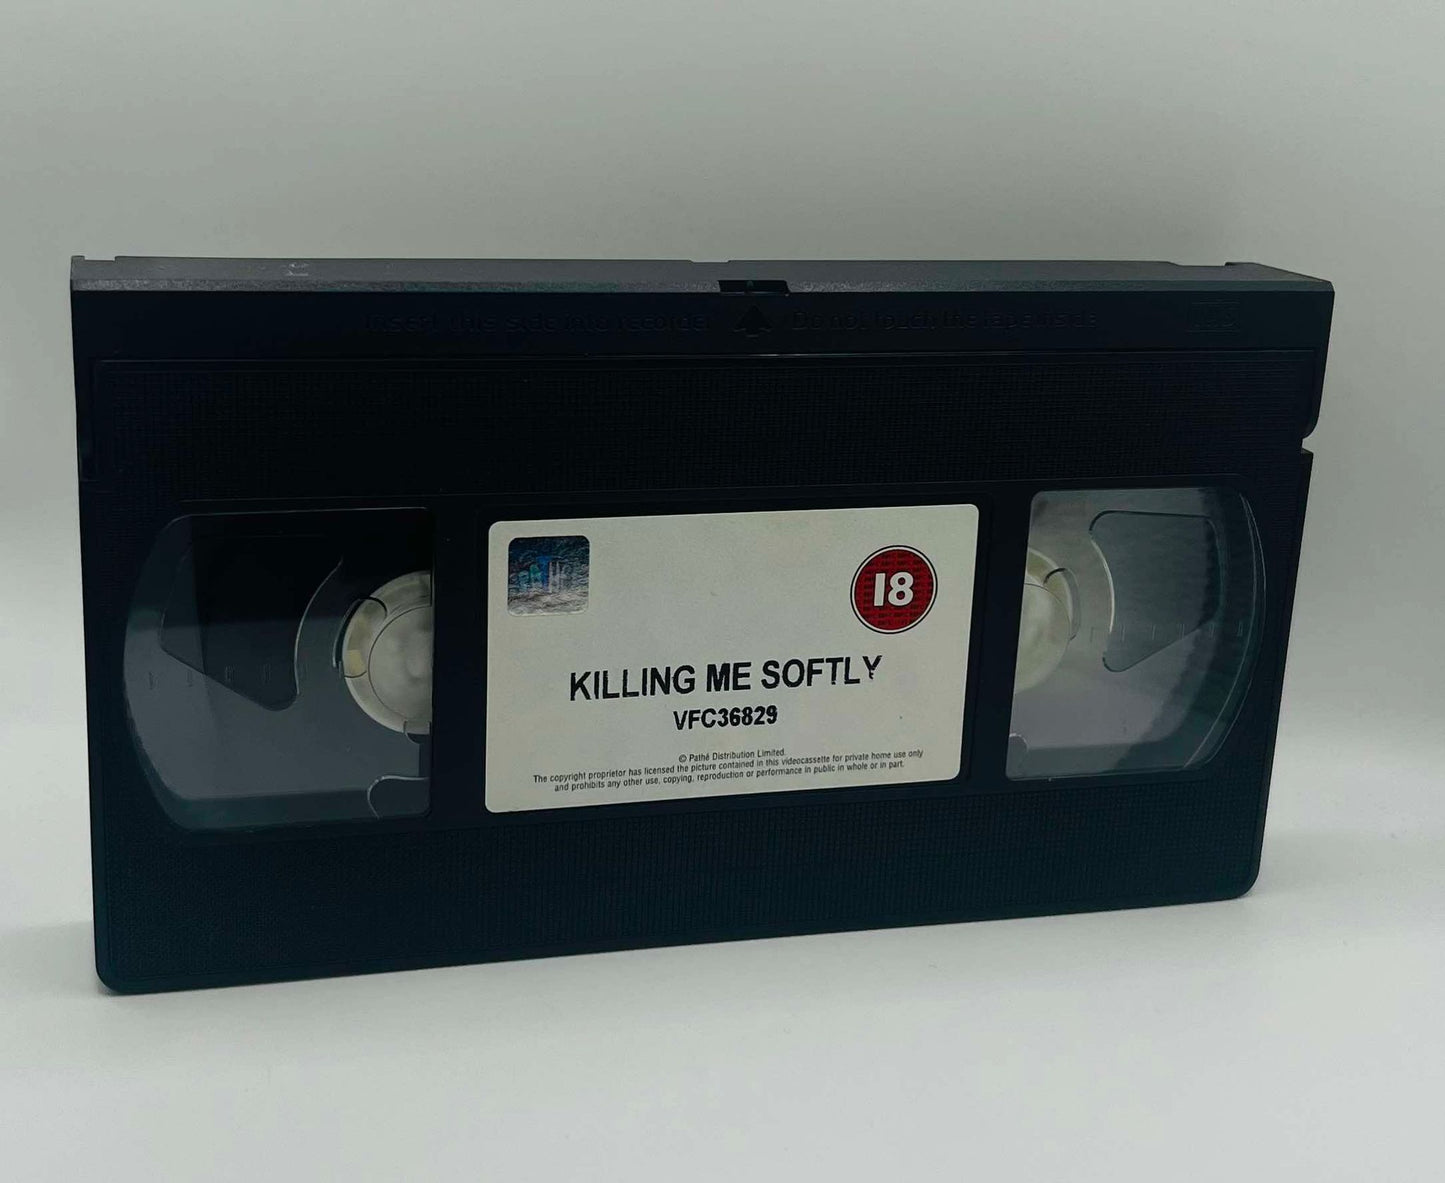 Insert this side into recorder Do not touch the tape inside
VHS
PATHÉ
18
KILLING ME SOFTLY
VFC36829
© Pathé Distribution Limited.
The copyright proprietor has licensed the picture contained in this videocassette for private home use only
and prohibits any other use, copying, reproduction or performance in public in whole or in part.